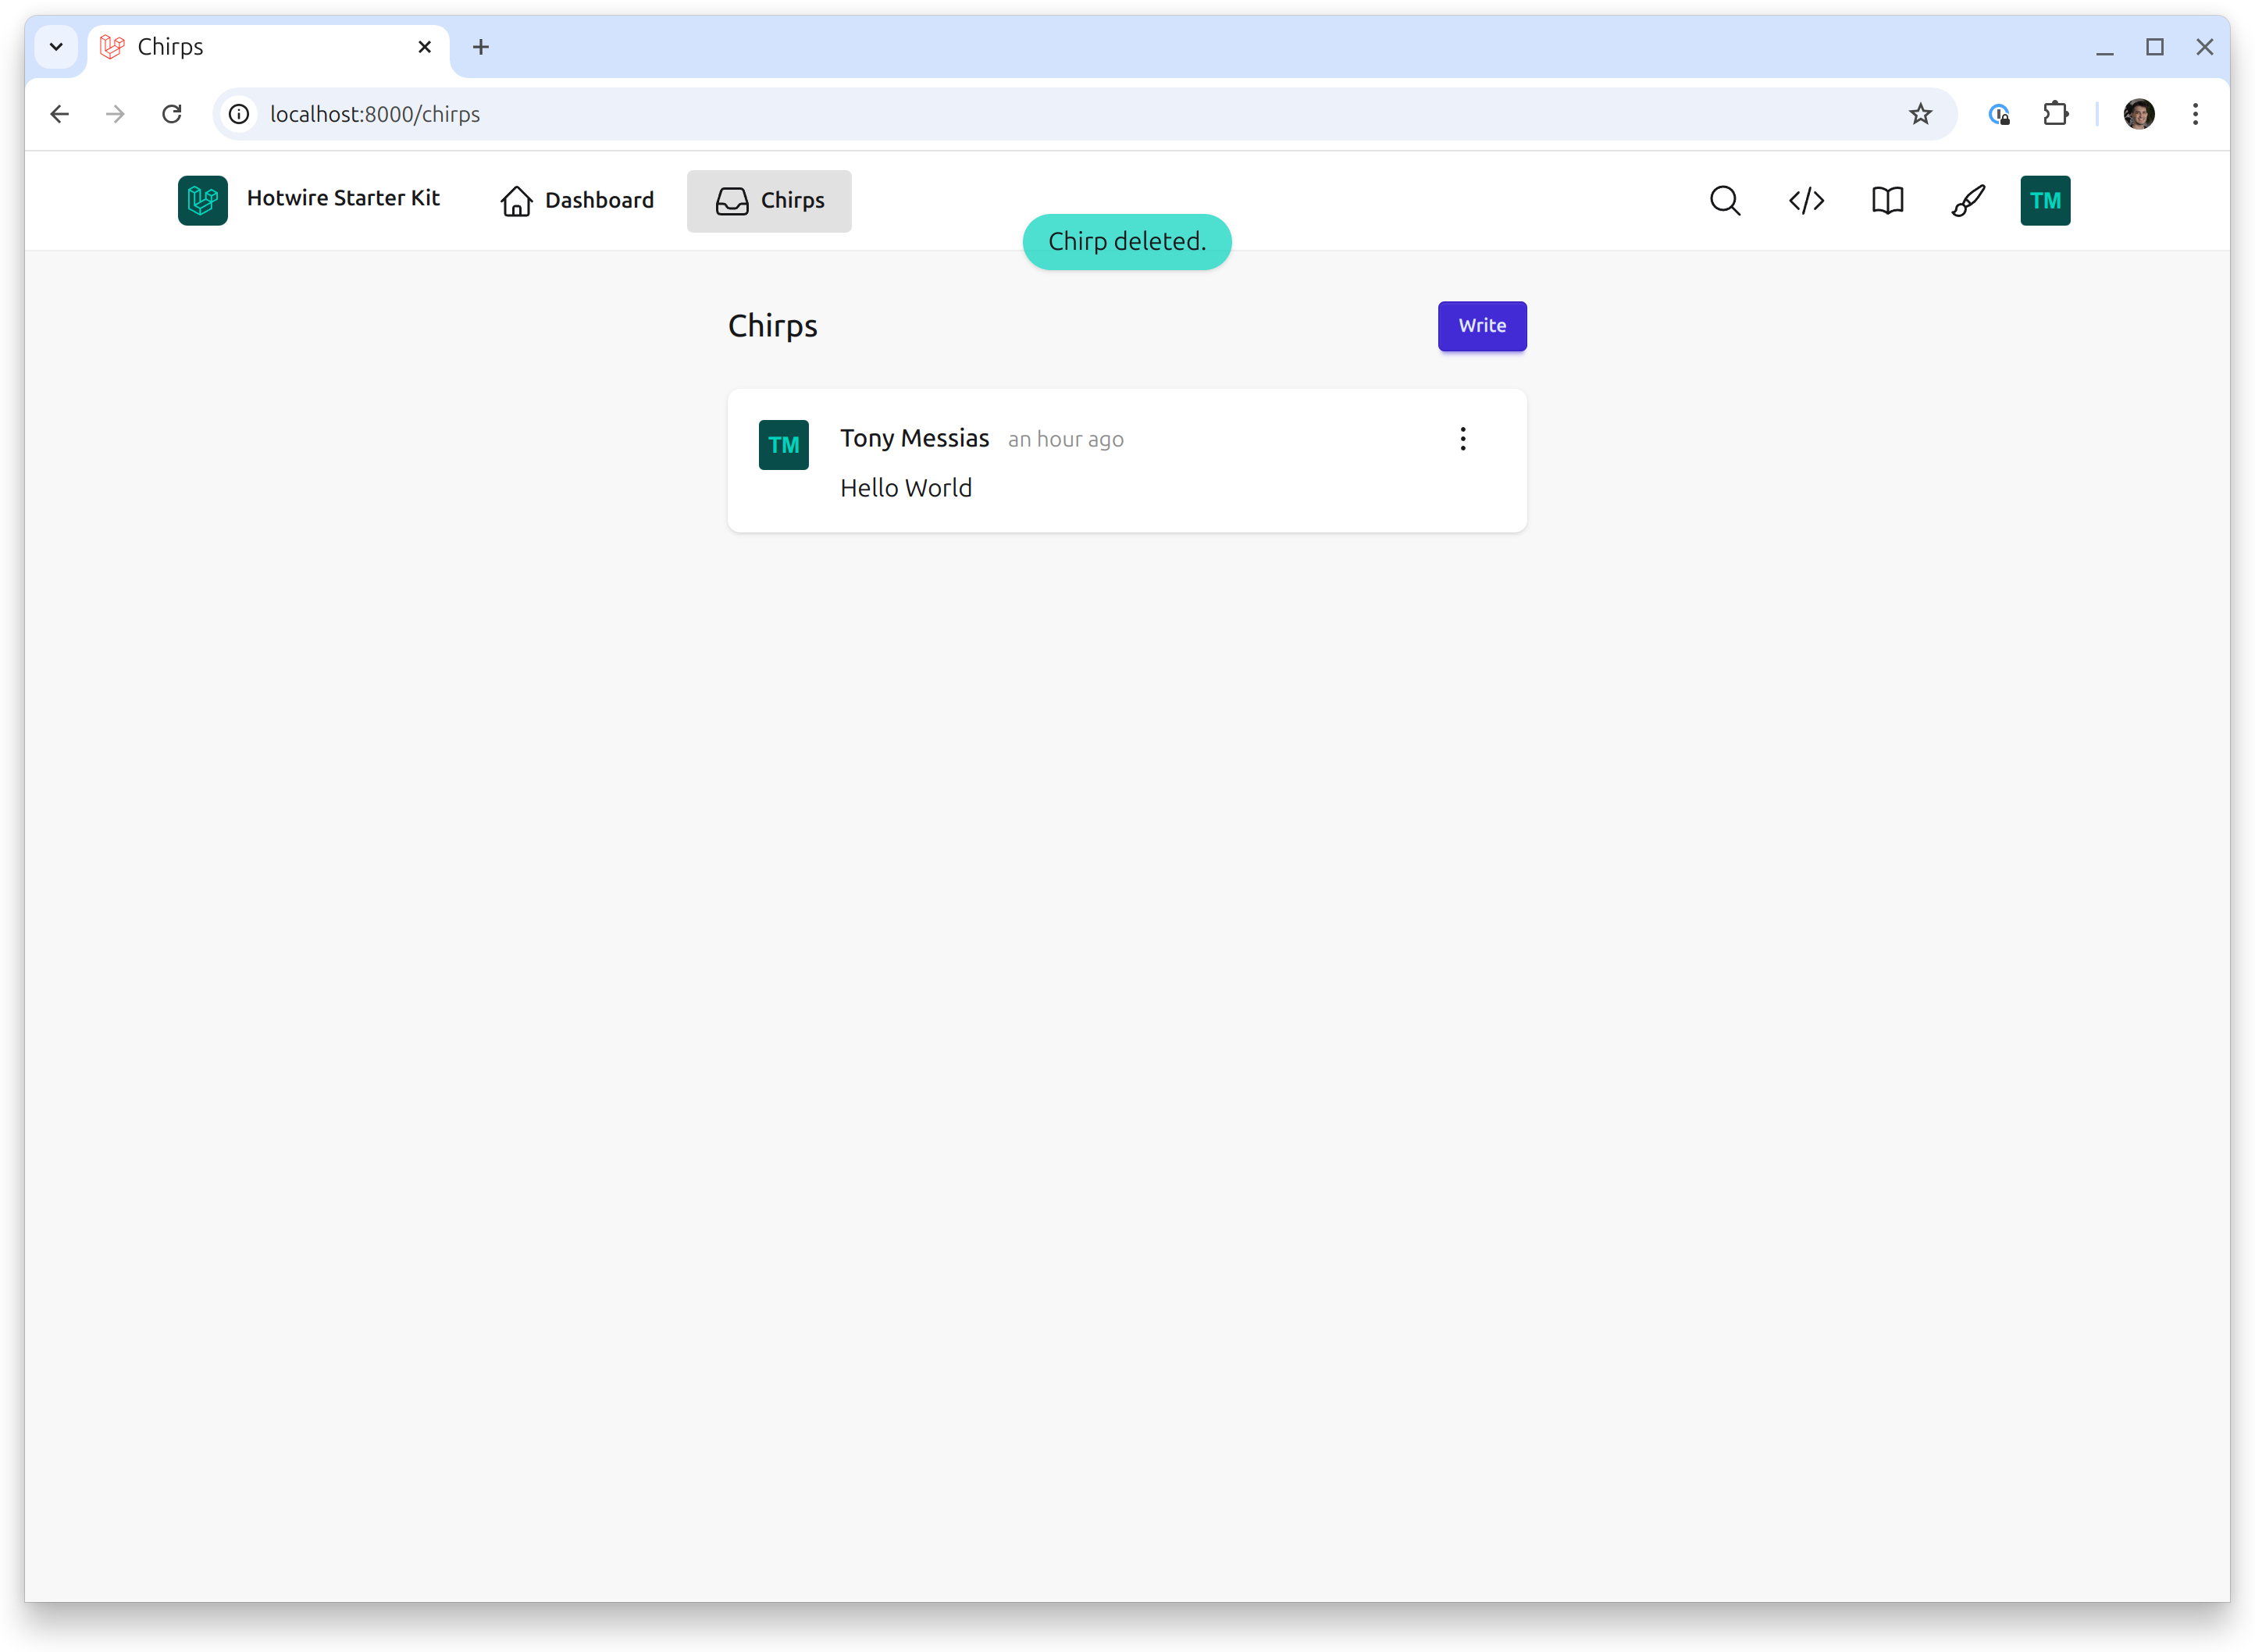 Chirps
localhost:8000/chirps
Hotwire Starter Kit
Dashboard
Chirps
TM
Chirp deleted.
Chirps
Write
TM
Tony Messias an hour ago
Hello World